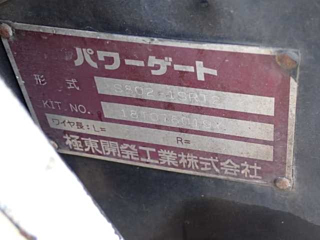 パワーゲート
形式
KIT. NO.
ワイヤ長:L= R=
極東開発工業株式会社